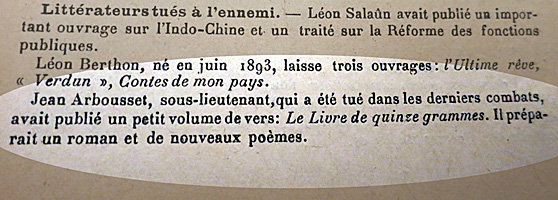 Littérateurs tués à l'ennemi. — Léon Salaün avait publié un impor-
tant ouvrage sur l'Indo-Chine et un traité sur la Réforme des fonctions
publiques.
Léon Berthon, né en juin 1893, laisse trois ouvrages : l'Ultime rêve,
« Verdun », Contes de mon pays.
Jean Arbousset, sous-lieutenant, qui a été tué dans les derniers combats,
avait publié un petit volume de vers : Le Livre de quinze grammes. Il prépa-
rait un roman et de nouveaux poèmes.